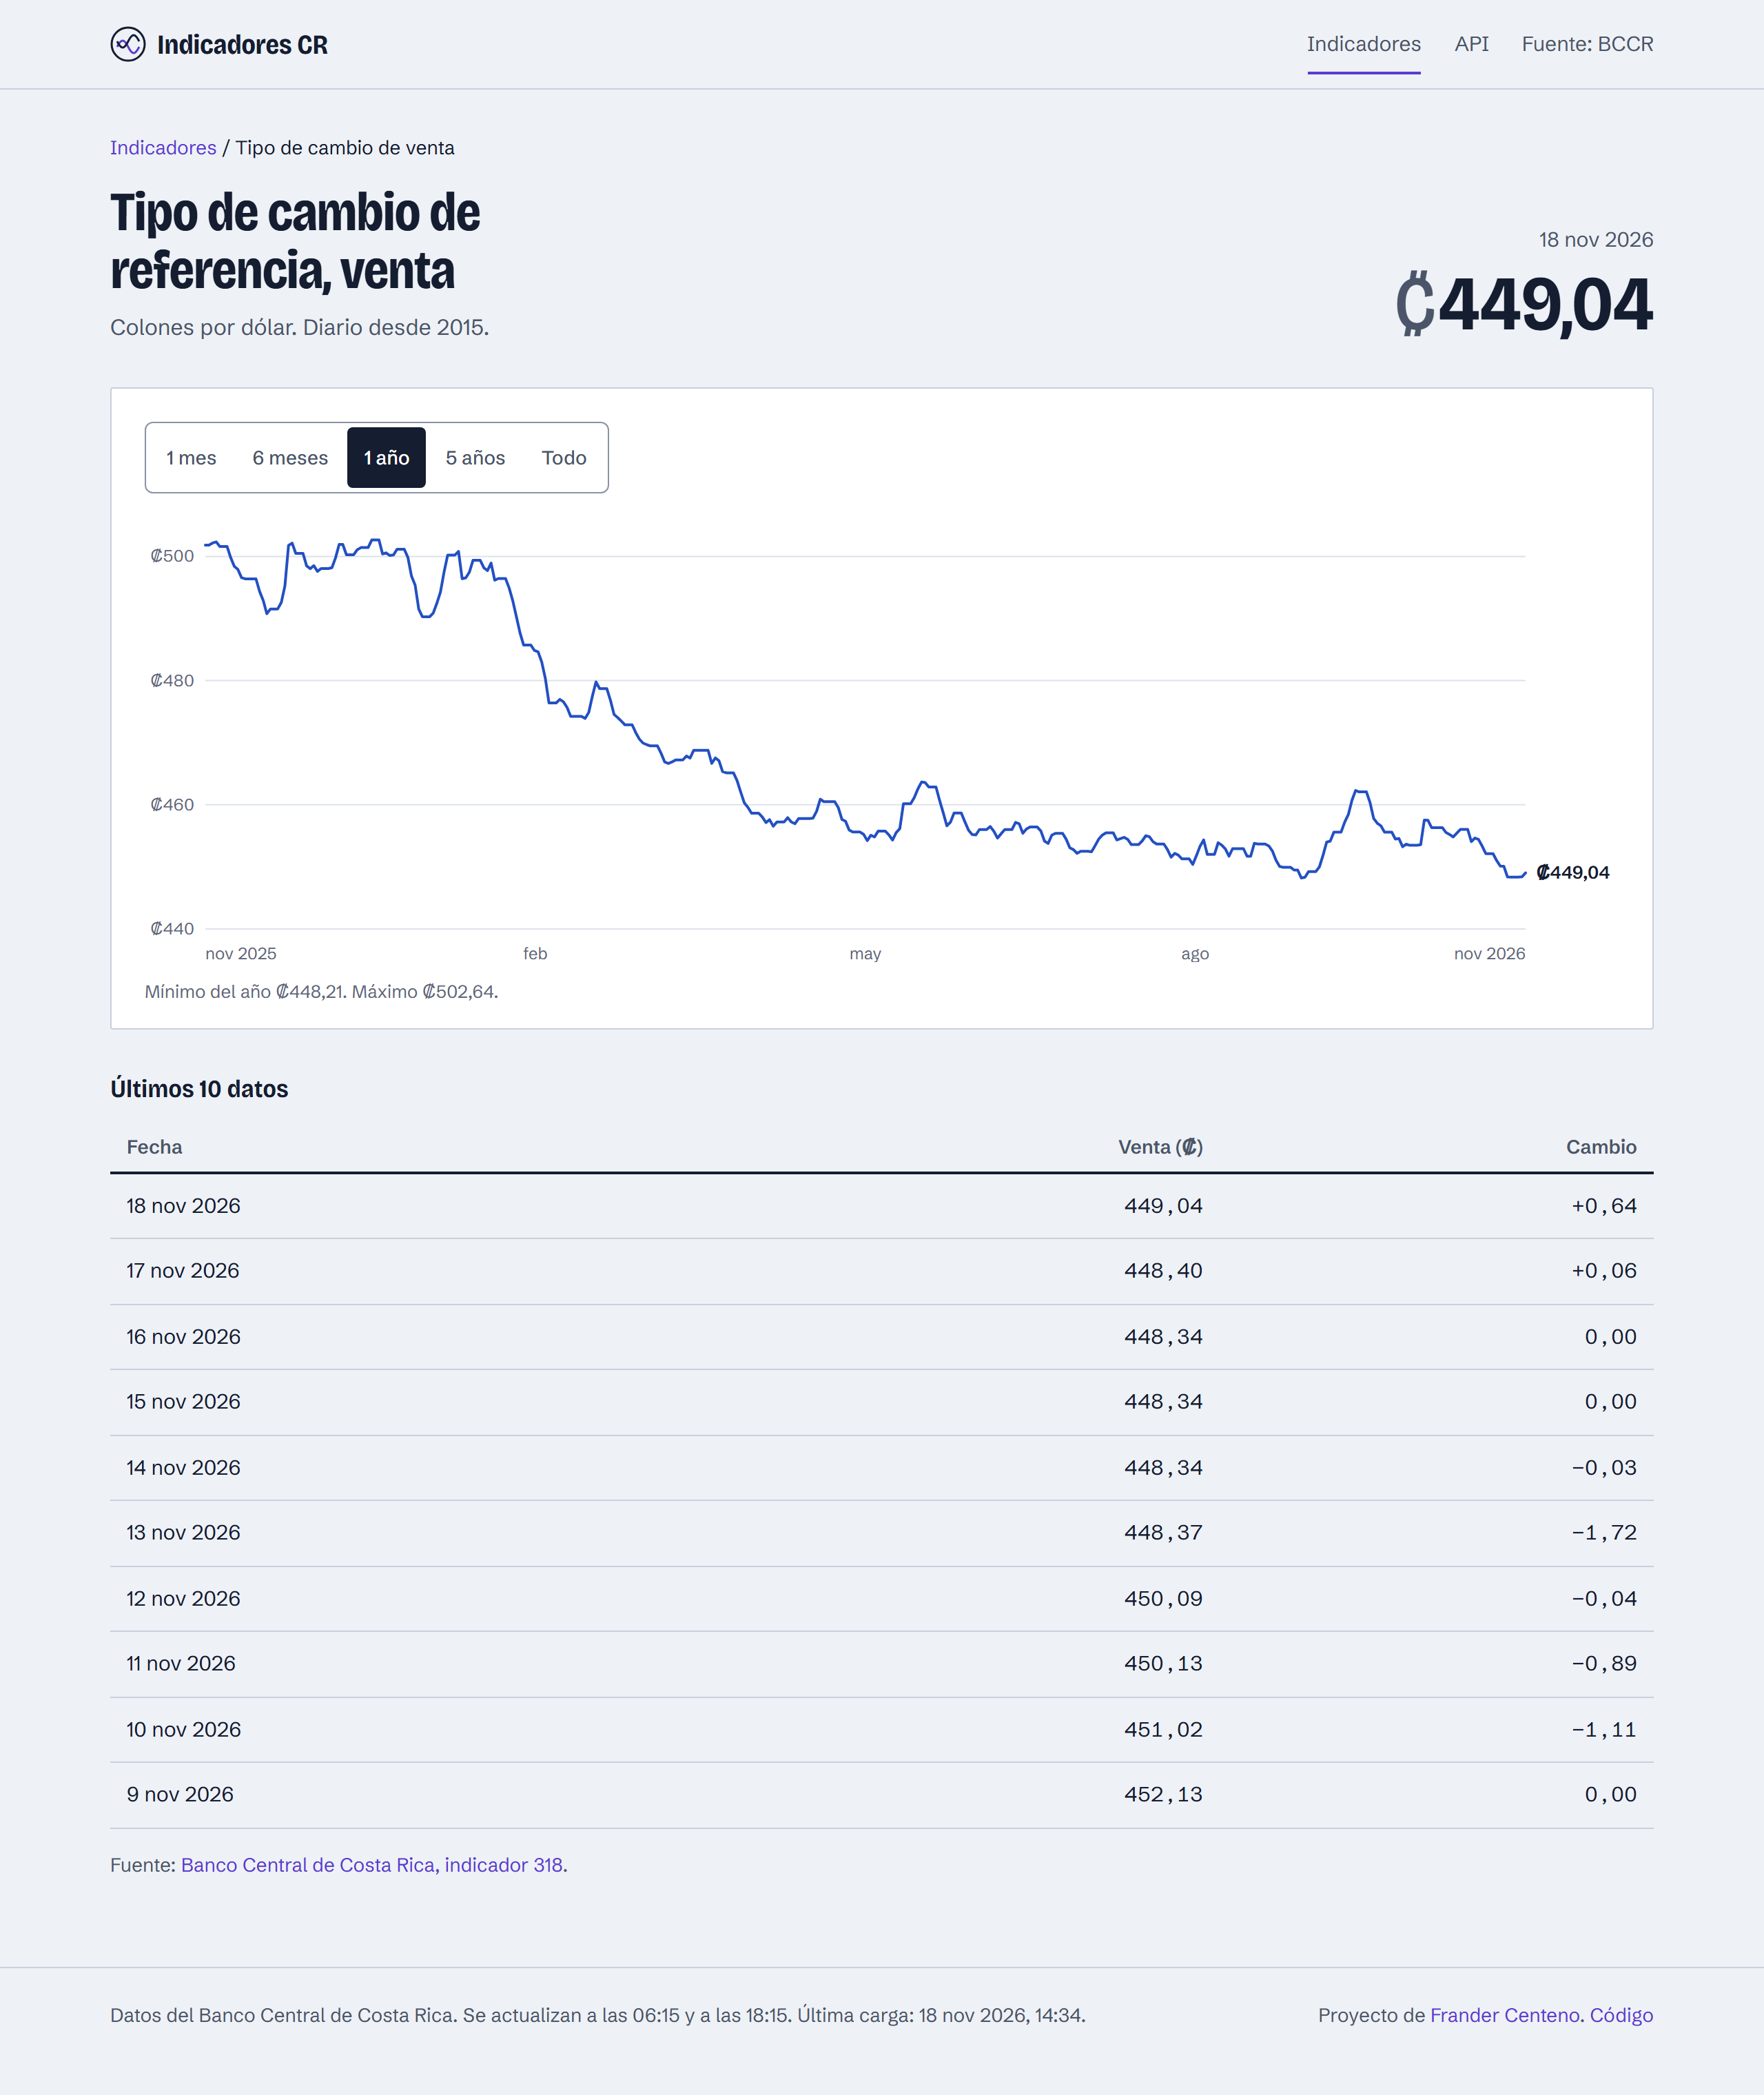 Indicadores CR
Indicadores API Fuente: BCCR
Indicadores / Tipo de cambio de venta
Tipo de cambio de
referencia, venta
Colones por dólar. Diario desde 2015.
18 nov 2026
₡449,04
1 mes 6 meses 1 año 5 años Todo
₡500
₡480
₡460
₡440
₡449,04
nov 2025 feb may ago nov 2026
Mínimo del año ₡448,21. Máximo ₡502,64.
Últimos 10 datos
Fecha Venta (₡) Cambio
18 nov 2026 449,04 +0,64
17 nov 2026 448,40 +0,06
16 nov 2026 448,34 0,00
15 nov 2026 448,34 0,00
14 nov 2026 448,34 −0,03
13 nov 2026 448,37 −1,72
12 nov 2026 450,09 −0,04
11 nov 2026 450,13 −0,89
10 nov 2026 451,02 −1,11
9 nov 2026 452,13 0,00
Fuente: Banco Central de Costa Rica, indicador 318.
Datos del Banco Central de Costa Rica. Se actualizan a las 06:15 y a las 18:15. Última carga: 18 nov 2026, 14:34.
Proyecto de Frander Centeno. Código